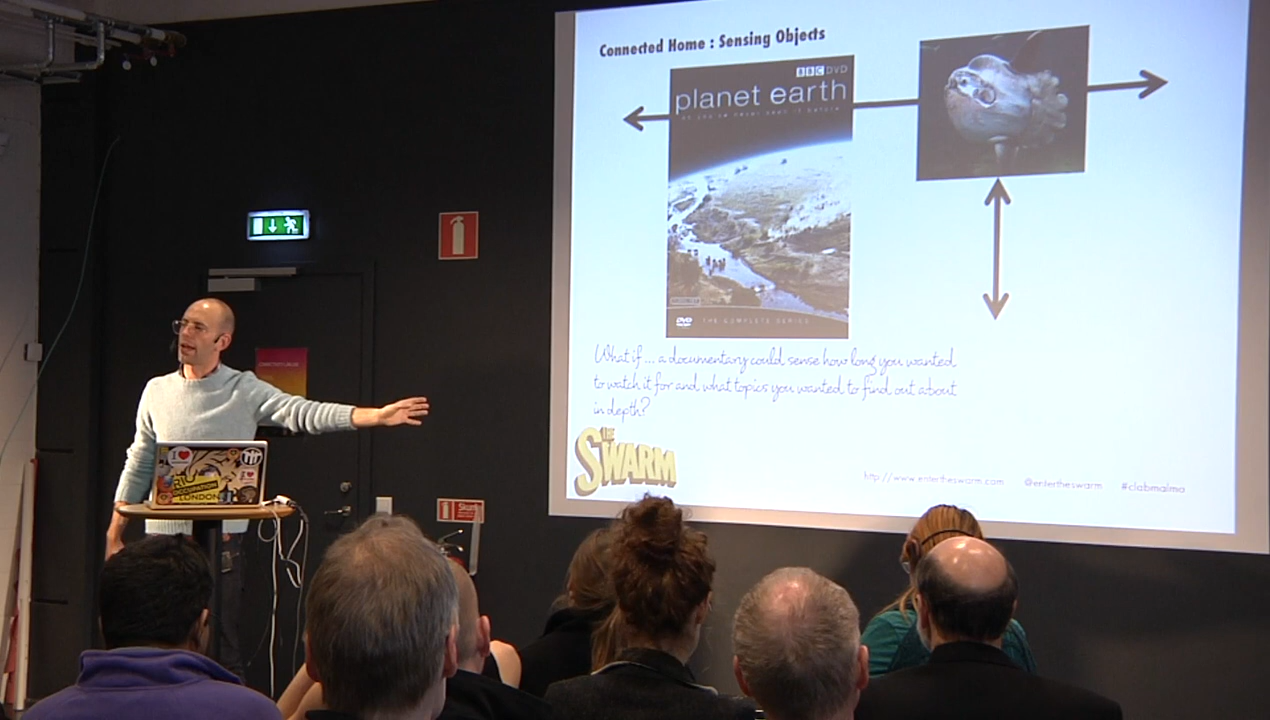 Connected Home : Sensing Objects
BBC DVD
planet earth
THE COMPLETE SERIES
DVD
What if ... a documentary could sense how long you wanted
to watch it for and what topics you wanted to find out about
in depth?
THE
SWARM
http://www.entertheswarm.com @entertheswarm #clabmalmo
I
OCCUPATION
LONDON